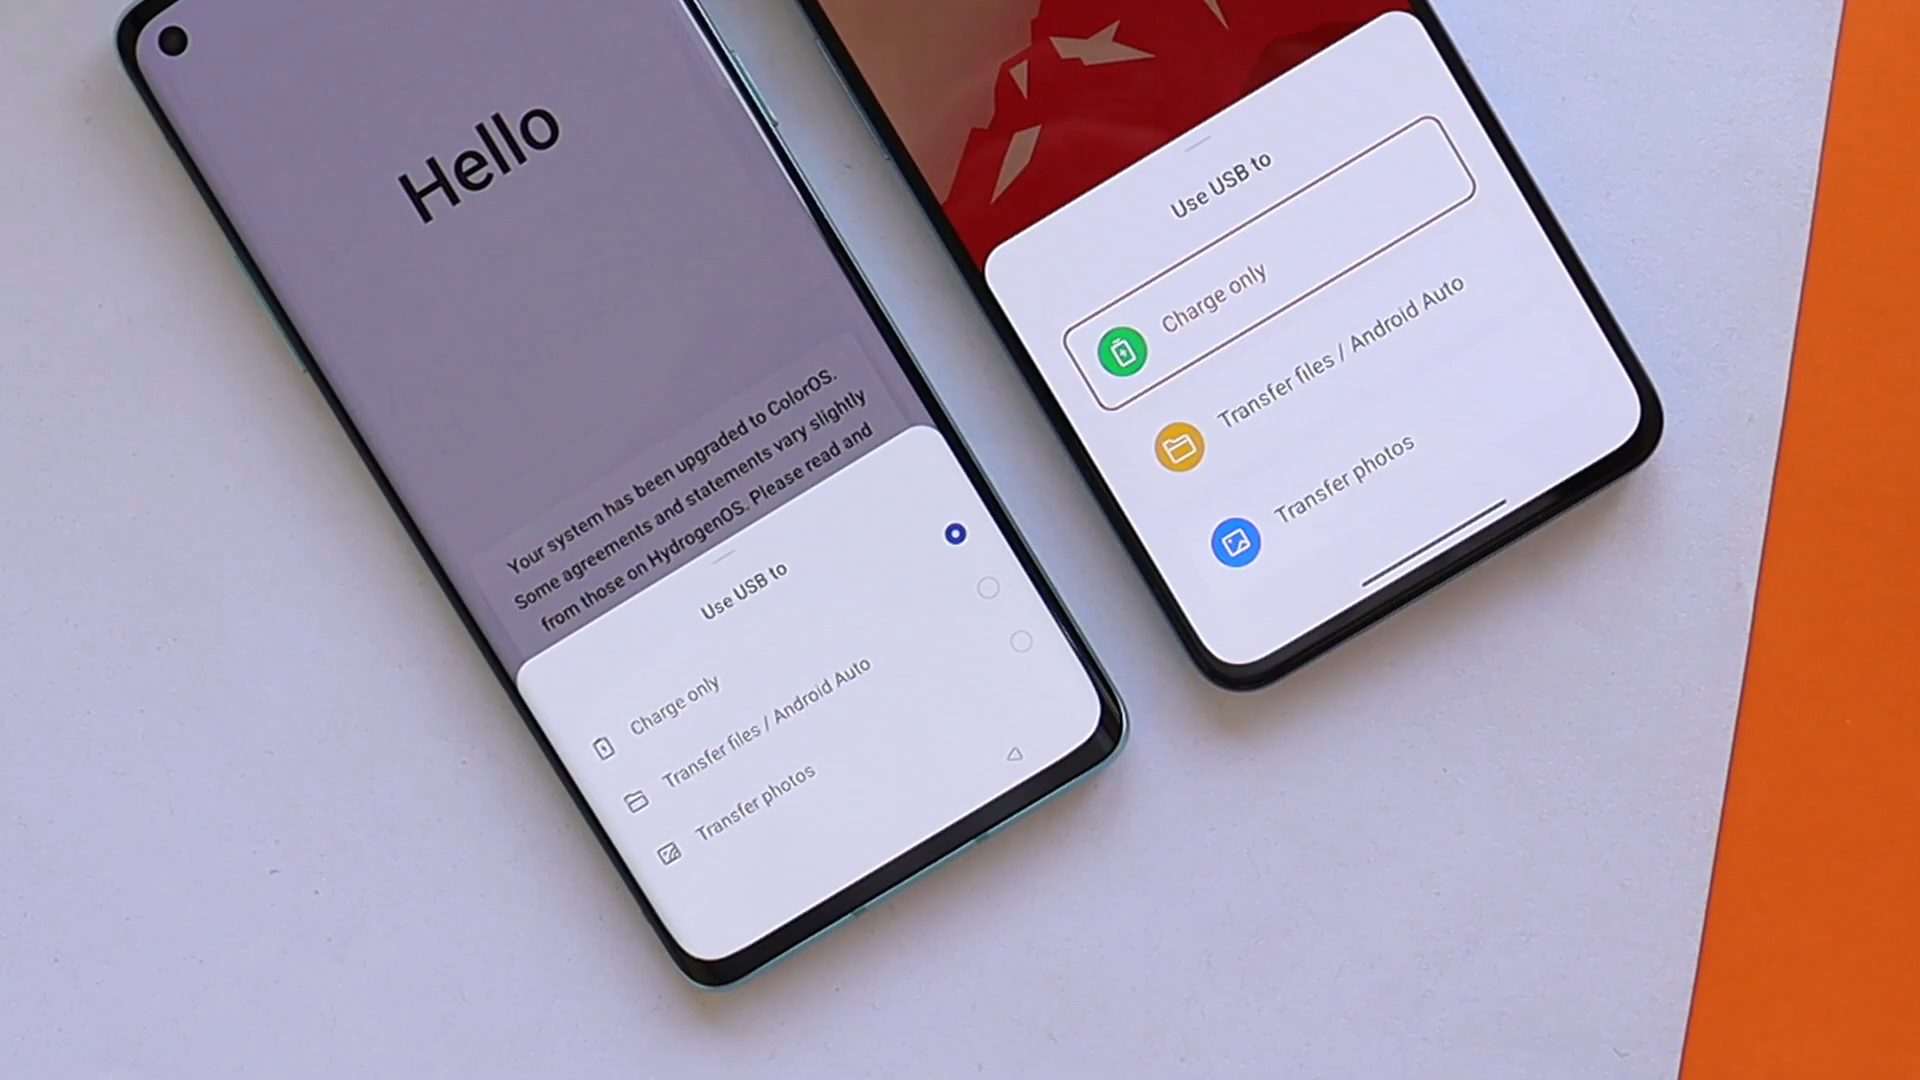 Hello
Your system has been upgraded to ColorOS.
Some agreements and statements vary slightly
from those on HydrogenOS. Please read and
Use USB to
Charge only
Transfer files / Android Auto
Transfer photos
Use USB to
Charge only
Transfer files / Android Auto
Transfer photos